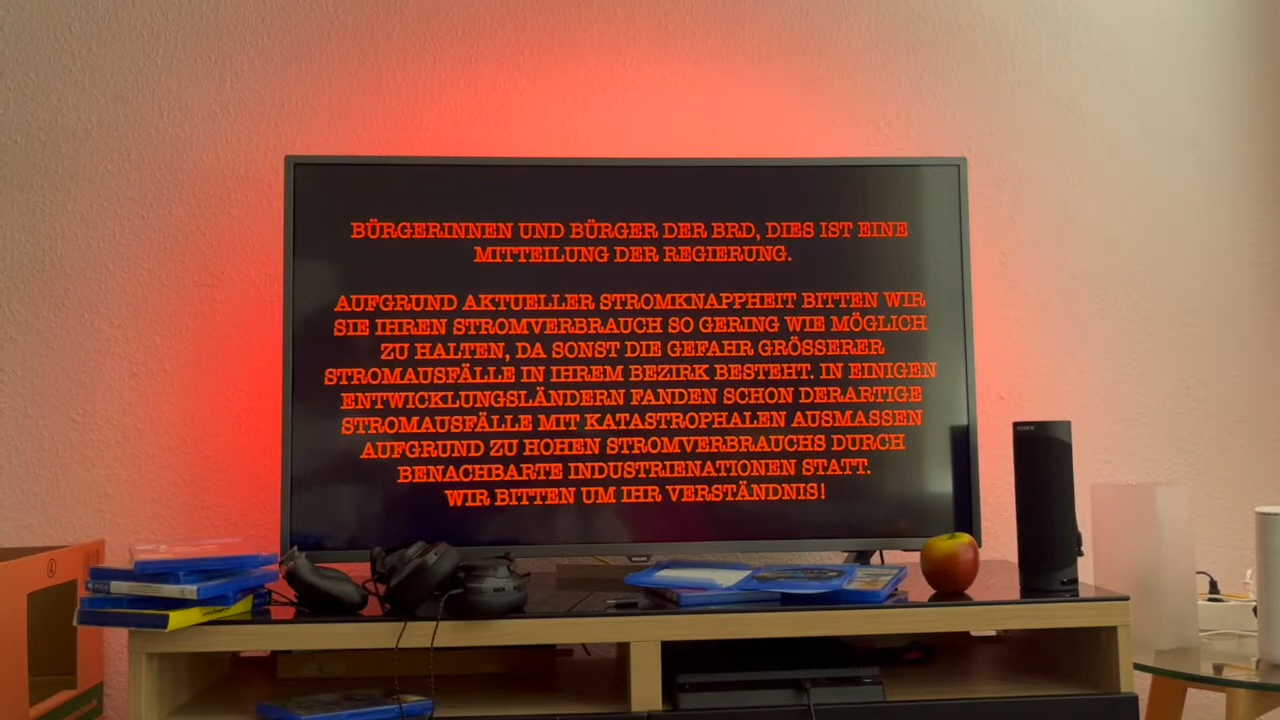 BÜRGERINNEN UND BÜRGER DER BRD, DIES IST EINE
MITTEILUNG DER REGIERUNG.
AUFGRUND AKTUELLER STROMKNAPPHEIT BITTEN WIR
SIE IHREN STROMVERBRAUCH SO GERING WIE MÖGLICH
ZU HALTEN, DA SONST DIE GEFAHR GRÖSSERER
STROMAUSFÄLLE IN IHREM BEZIRK BESTEHT. IN EINIGEN
ENTWICKLUNGSLÄNDERN FANDEN SCHON DERARTIGE
STROMAUSFÄLLE MIT KATASTROPHALEN AUSMASSEN
AUFGRUND ZU HOHEN STROMVERBRAUCHS DURCH
BENACHBARTE INDUSTRIENATIONEN STATT.
WIR BITTEN UM IHR VERSTÄNDNIS!
SONY